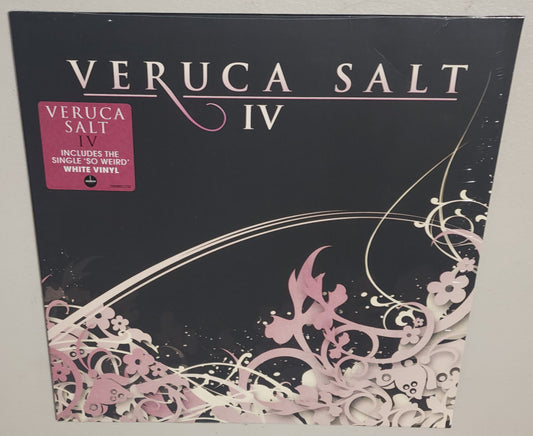 VERUCA SALT
IV
VERUCA
SALT
IV
INCLUDES THE
SINGLE 'SO WEIRD'
WHITE VINYL